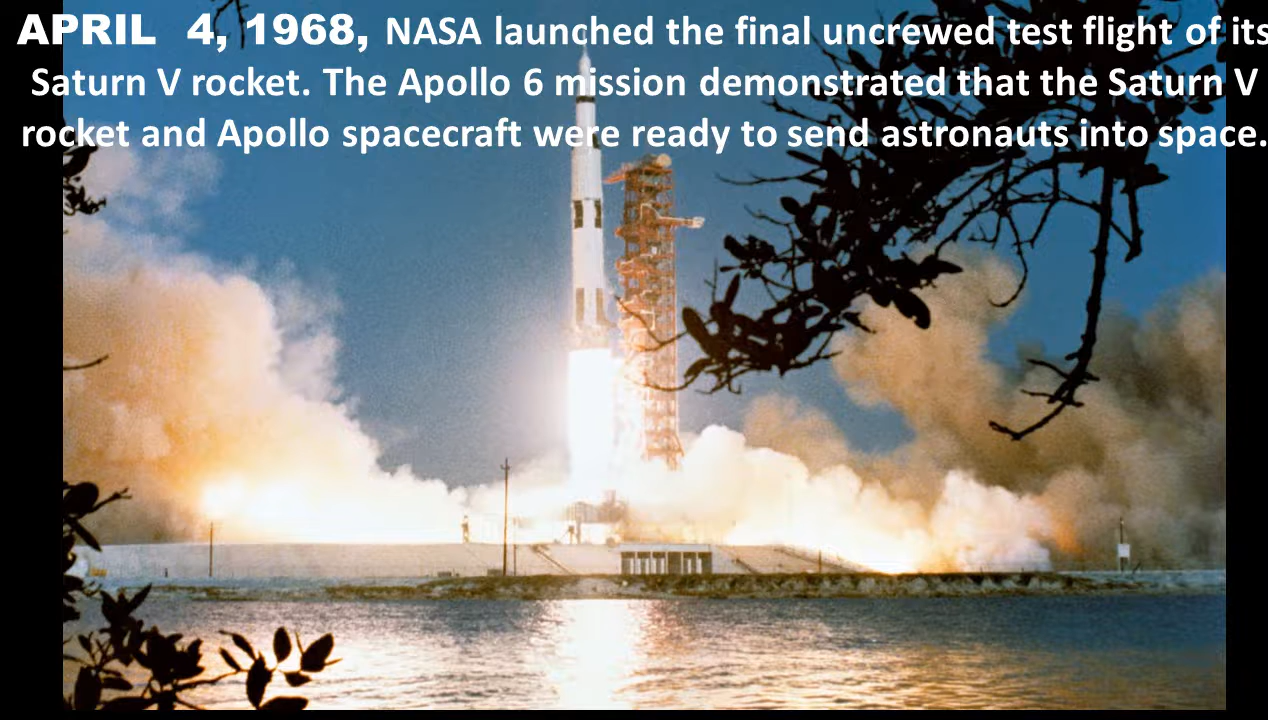 APRIL 4, 1968, NASA launched the final uncrewed test flight of its
Saturn V rocket. The Apollo 6 mission demonstrated that the Saturn V
rocket and Apollo spacecraft were ready to send astronauts into space.